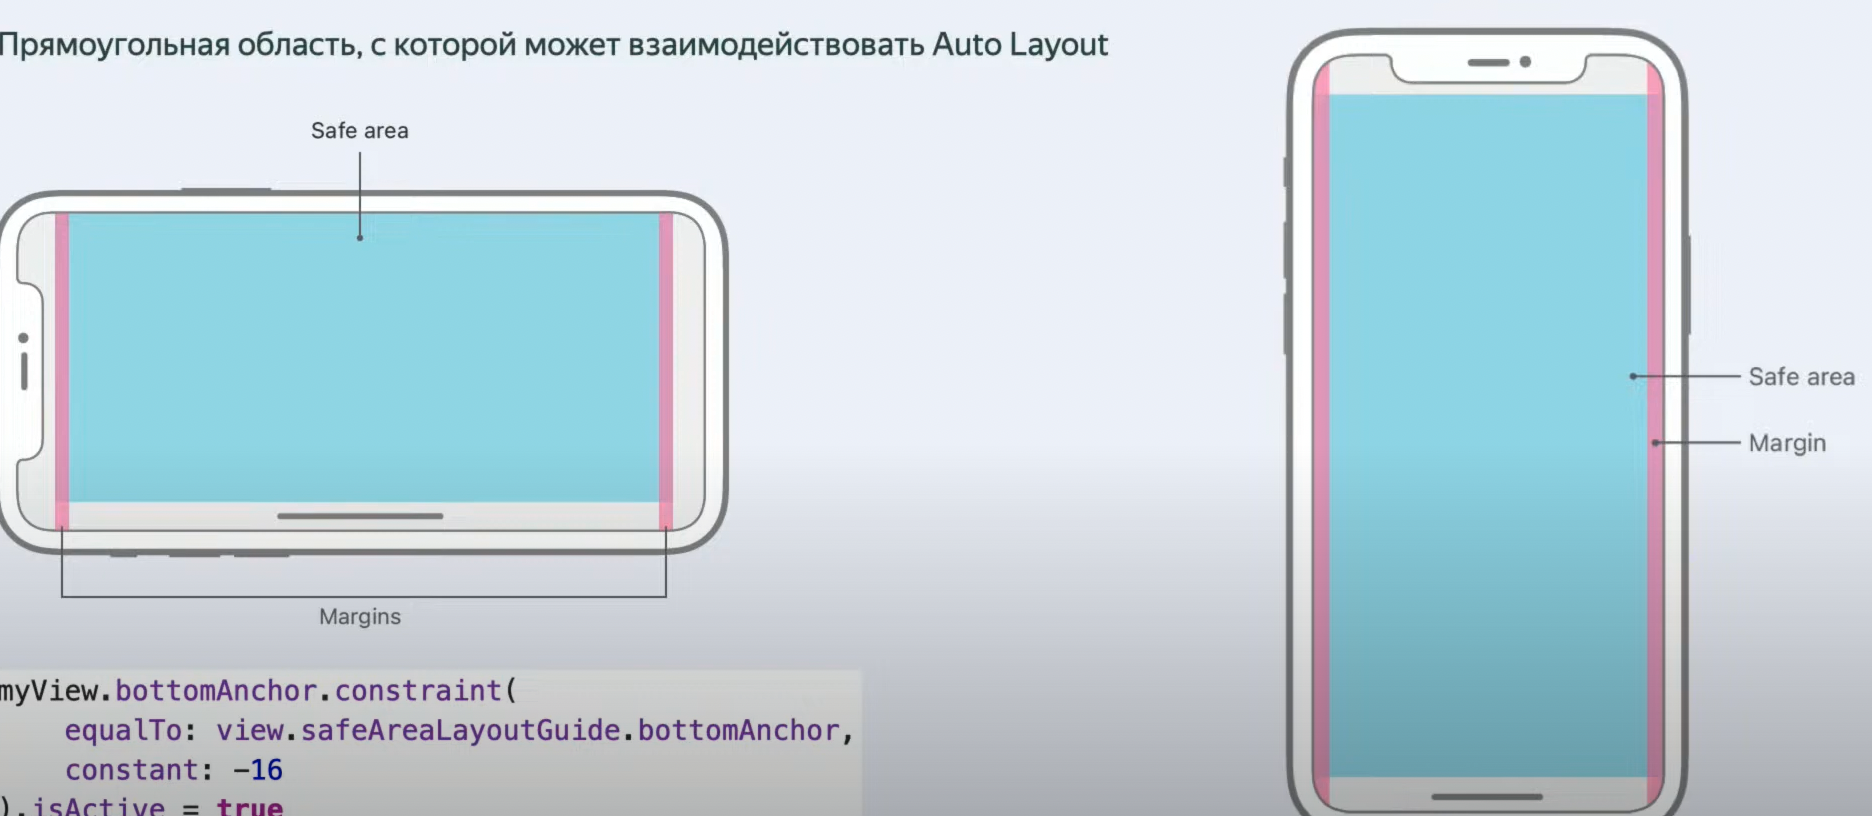 Прямоугольная область, с которой может взаимодействовать Auto Layout
Safe area
Margins
Safe area
Margin
myView.bottomAnchor.constraint(
    equalTo: view.safeAreaLayoutGuide.bottomAnchor,
    constant: -16
).isActive = true